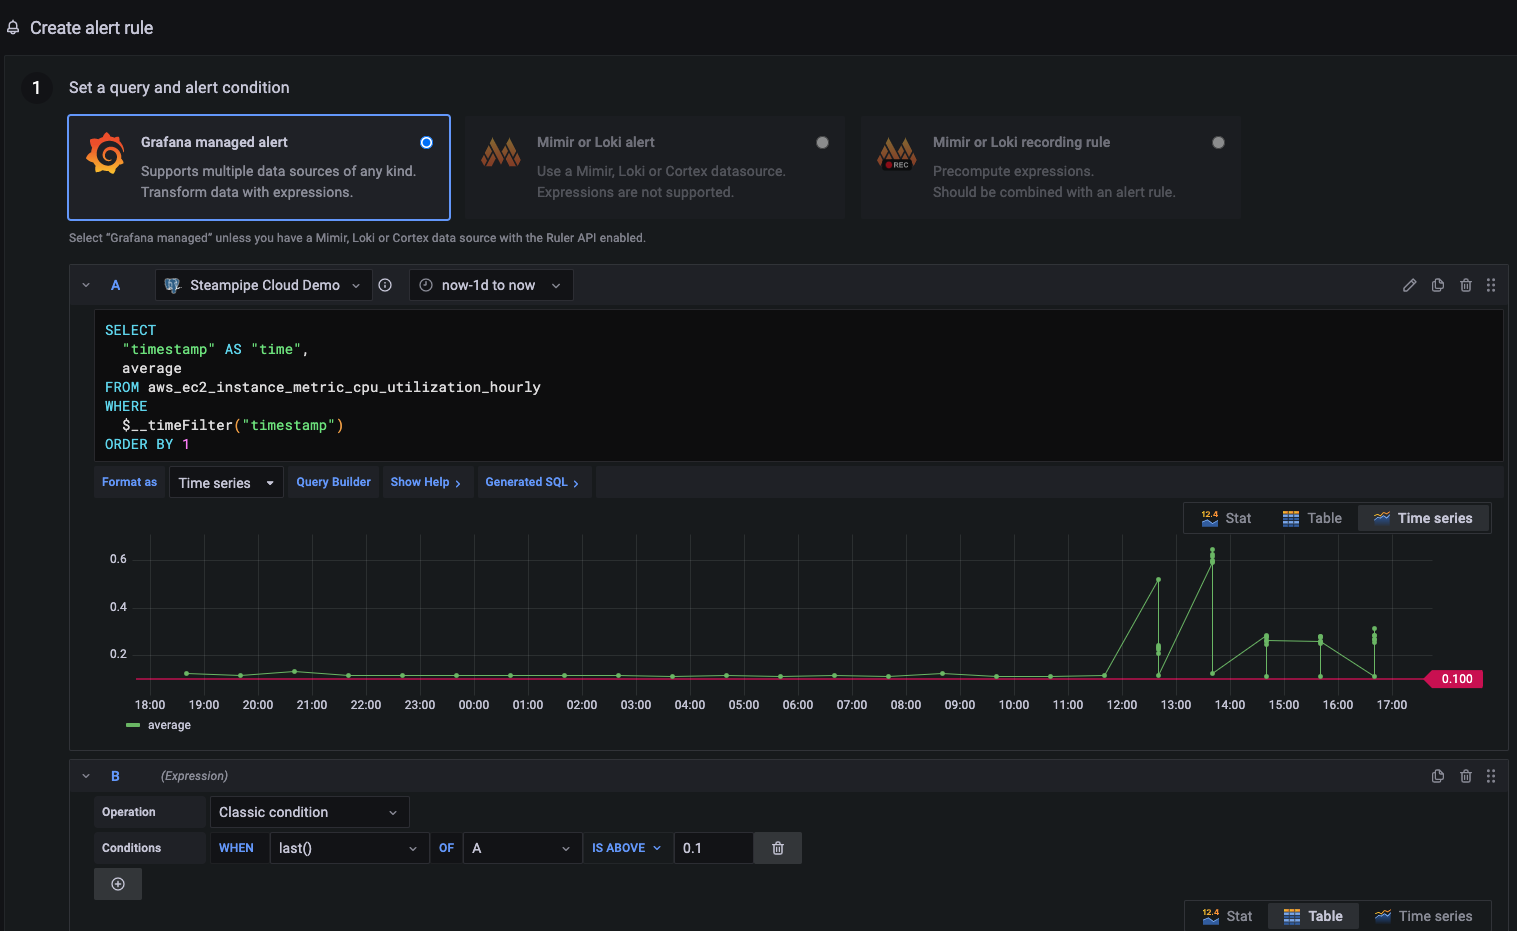 Create alert rule
1
Set a query and alert condition
Grafana managed alert
Supports multiple data sources of any kind.
Transform data with expressions.
Mimir or Loki alert
Use a Mimir, Loki or Cortex datasource.
Expressions are not supported.
REC
Mimir or Loki recording rule
Precompute expressions.
Should be combined with an alert rule.
Select “Grafana managed” unless you have a Mimir, Loki or Cortex data source with the Ruler API enabled.
A Steampipe Cloud Demo now-1d to now
SELECT
"timestamp" AS "time",
average
FROM aws_ec2_instance_metric_cpu_utilization_hourly
WHERE
$__timeFilter("timestamp")
ORDER BY 1
Format as Time series Query Builder Show Help > Generated SQL >
12.4 Stat Table Time series
0.6
0.4
0.2
0.100
18:00 19:00 20:00 21:00 22:00 23:00 00:00 01:00 02:00 03:00 04:00 05:00 06:00 07:00 08:00 09:00 10:00 11:00 12:00 13:00 14:00 15:00 16:00 17:00
average
B (Expression)
Operation Classic condition
Conditions WHEN last() OF A IS ABOVE 0.1
12.4 Stat Table Time series